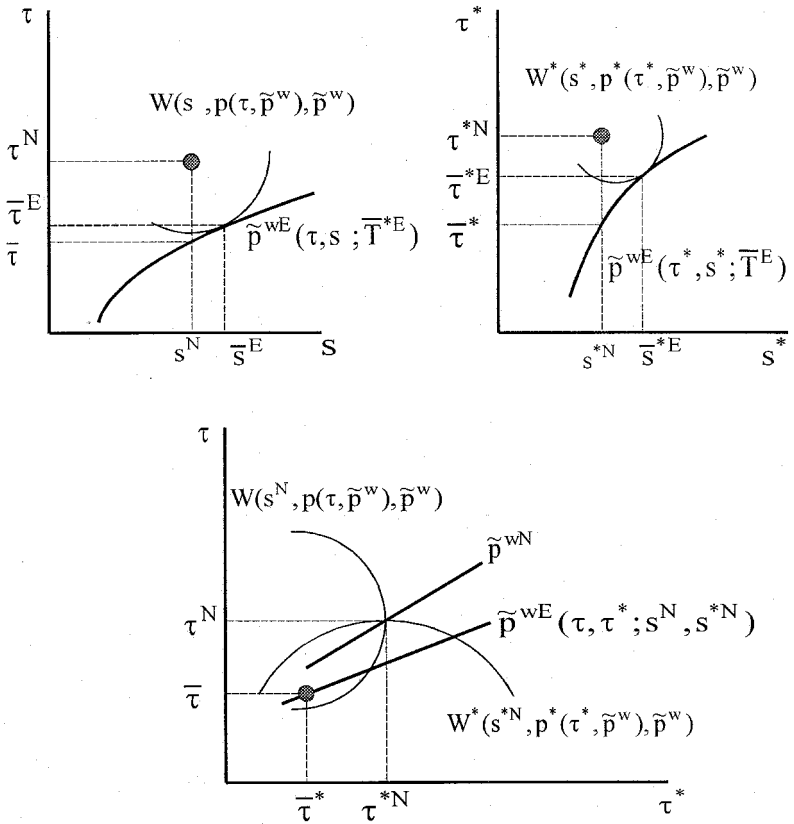 τ
W(s ,p(τ,p̃ʷ),p̃ʷ)
τᴺ
τ̅ᴱ
p̃ʷᴱ(τ,s ;T̅*ᴱ)
τ̅
sᴺ
s̅ᴱ
s
τ*
W*(s*,p*(τ*,p̃ʷ),p̃ʷ)
τ*ᴺ
τ̅*ᴱ
τ̅*
p̃ʷᴱ(τ*,s*;T̅ᴱ)
s*ᴺ
s̅*ᴱ
s*
τ
W(sᴺ,p(τ,p̃ʷ),p̃ʷ)
p̃ʷᴺ
τᴺ
p̃ʷᴱ(τ,τ*;sᴺ,s*ᴺ)
τ̅
W*(s*ᴺ,p*(τ*,p̃ʷ),p̃ʷ)
τ̅*
τ*ᴺ
τ*